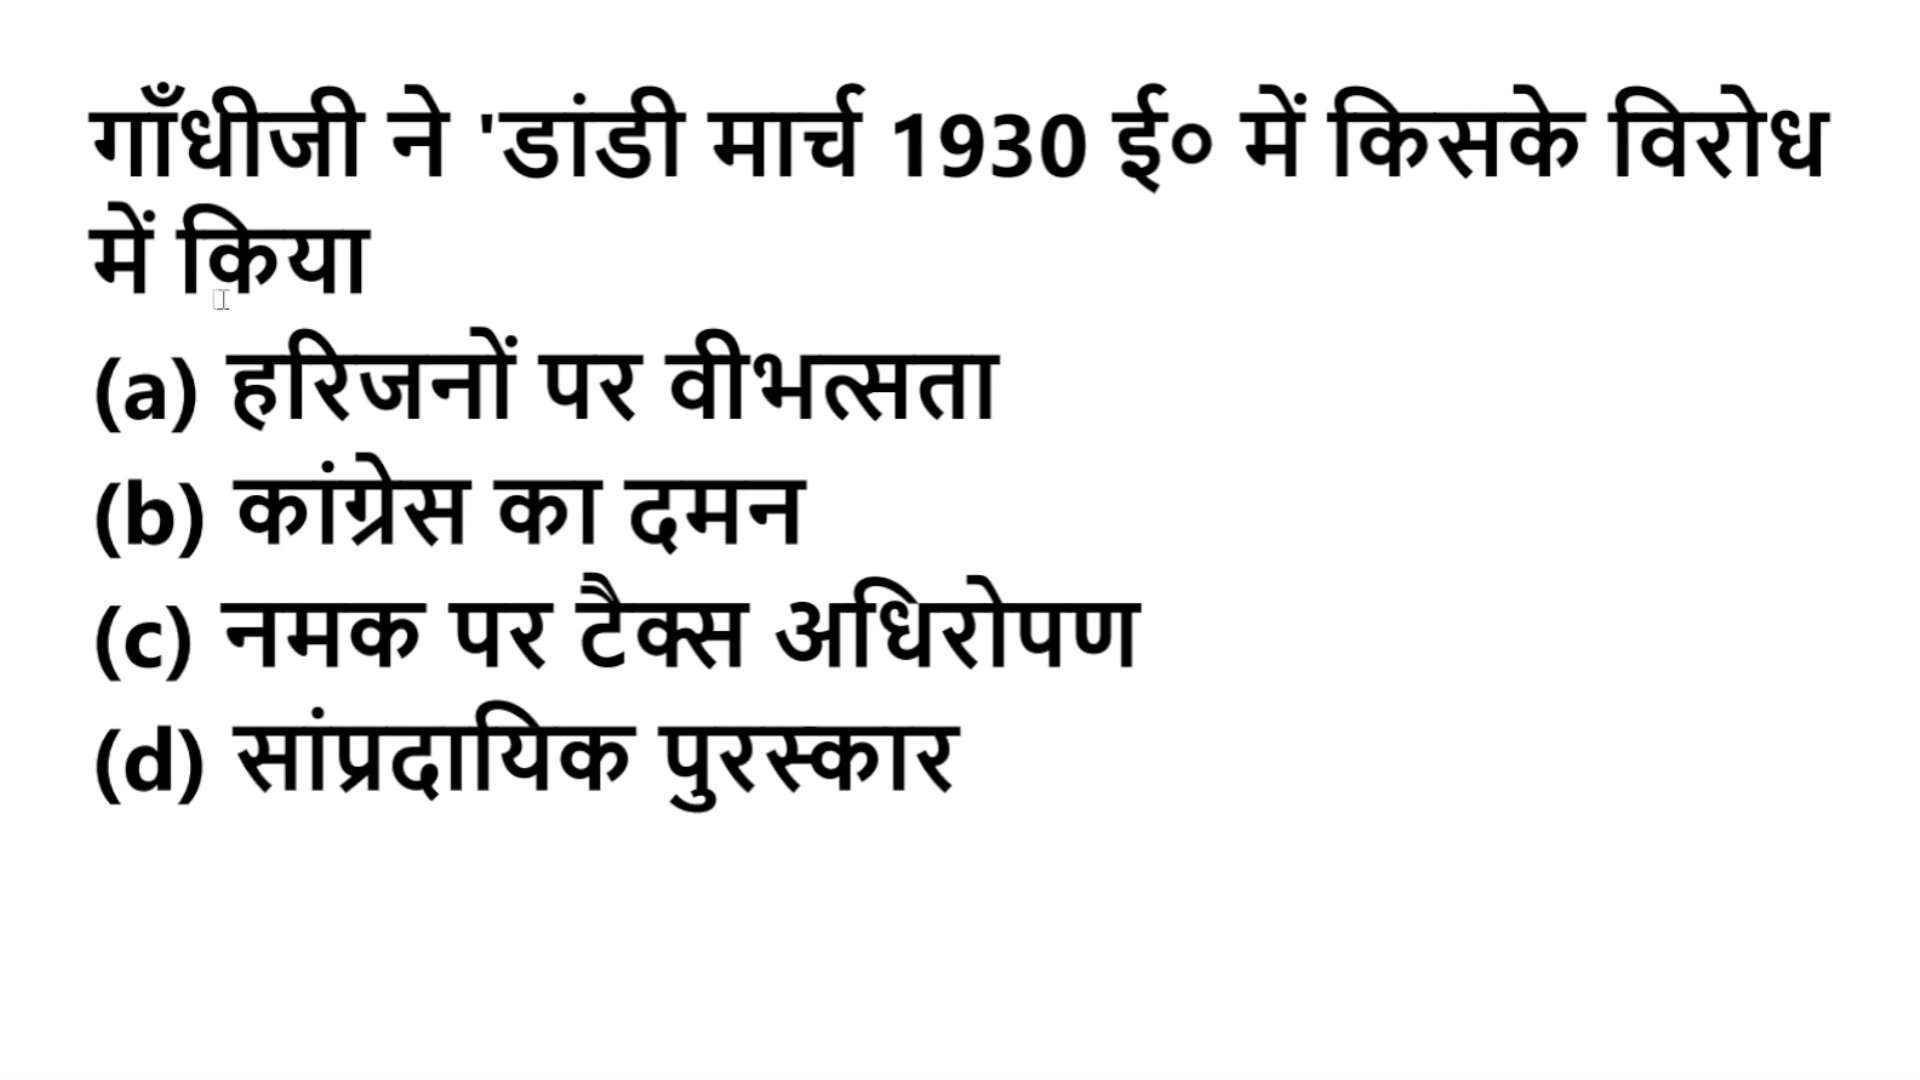 गाँधीजी ने 'डांडी मार्च 1930 ई० में किसके विरोध
में किया
(a) हरिजनों पर वीभत्सता
(b) कांग्रेस का दमन
(c) नमक पर टैक्स अधिरोपण
(d) सांप्रदायिक पुरस्कार